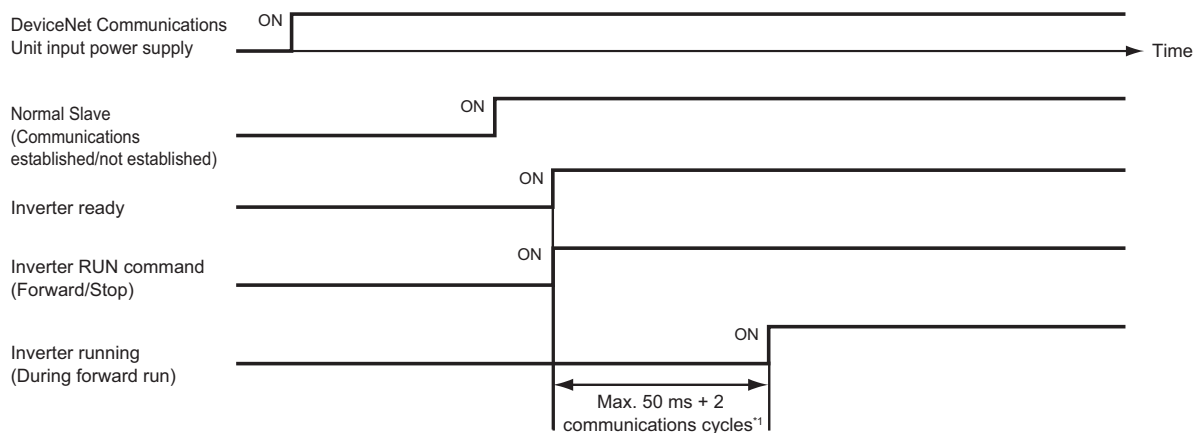 DeviceNet Communications
Unit input power supply
ON
Time
Normal Slave
(Communications
established/not established)
ON
Inverter ready
ON
Inverter RUN command
(Forward/Stop)
ON
Inverter running
(During forward run)
ON
Max. 50 ms + 2
communications cycles*1